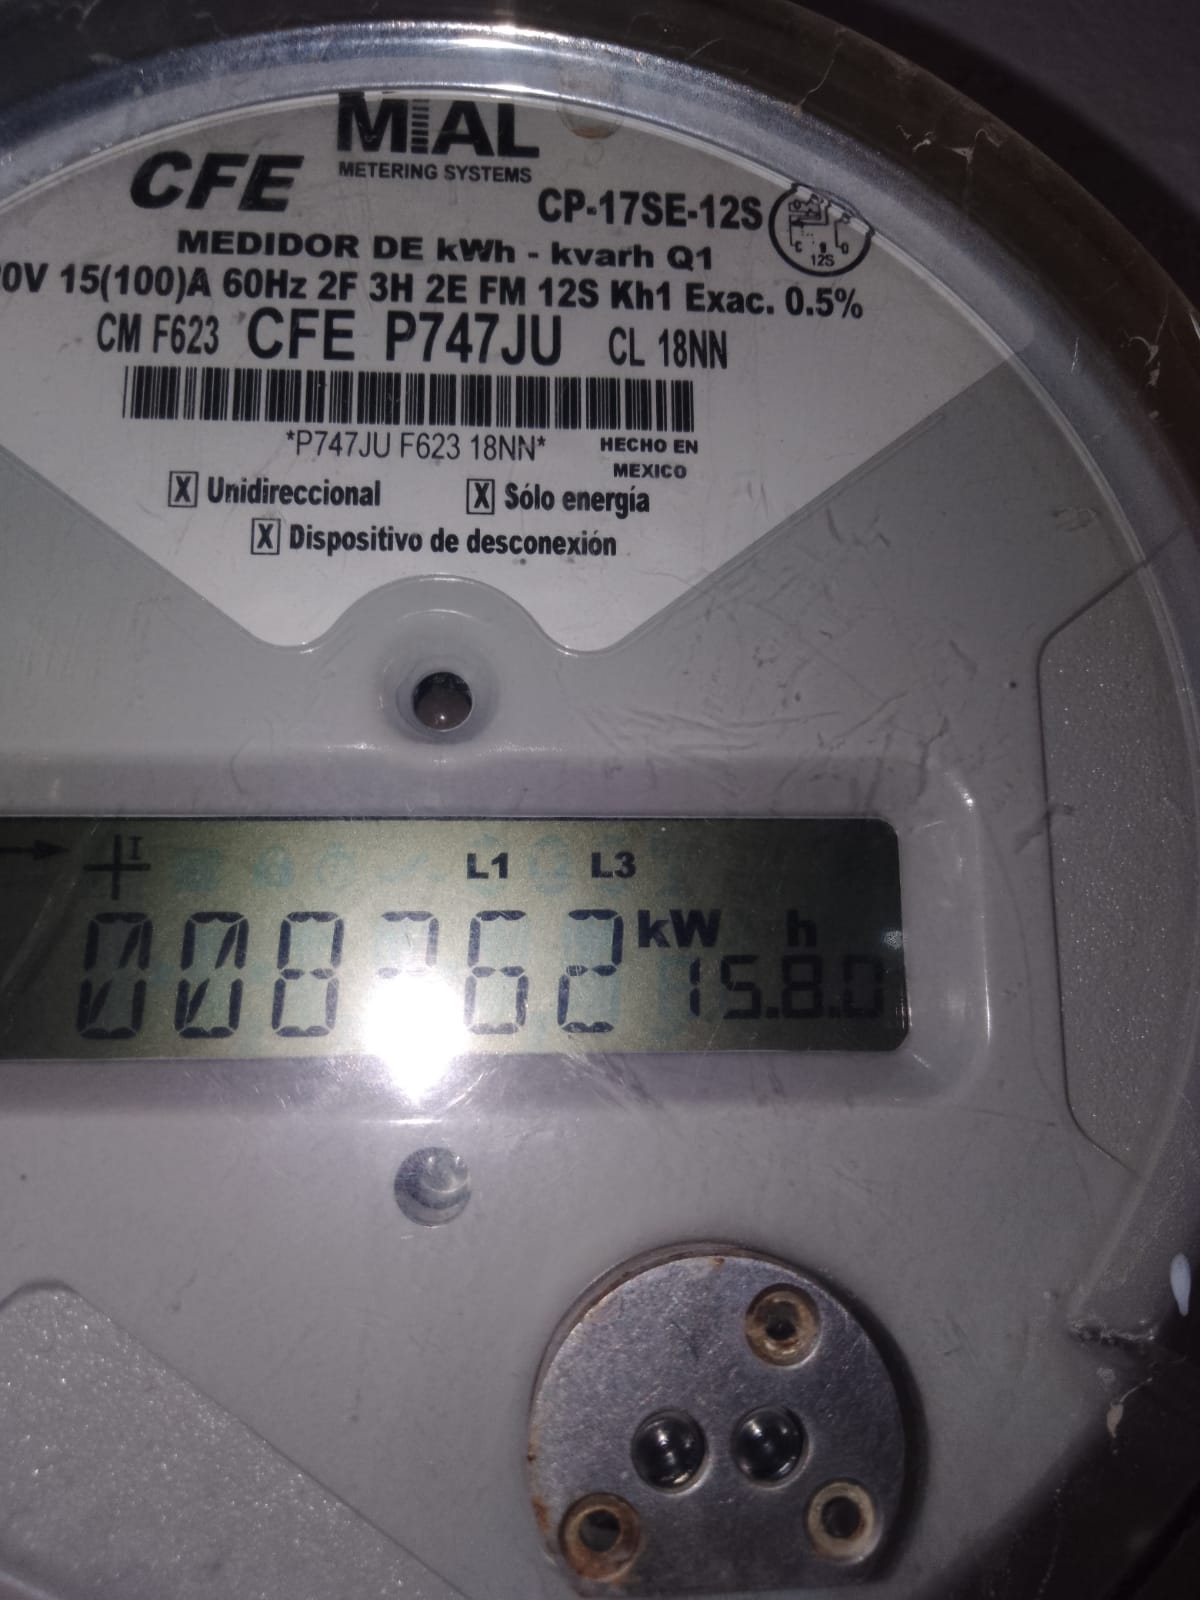 MIAL
METERING SYSTEMS
CFE
CP-17SE-12S
12S
MEDIDOR DE kWh - kvarh Q1
15(100)A 60Hz 2F 3H 2E FM 12S Kh1 Exac. 0.5%
CM F623 CFE P747JU CL 18NN
*P747JU F623 18NN*
HECHO EN
MEXICO
X Unidireccional X Sólo energía
X Dispositivo de desconexión
L1 L3
kW h
15.8.0